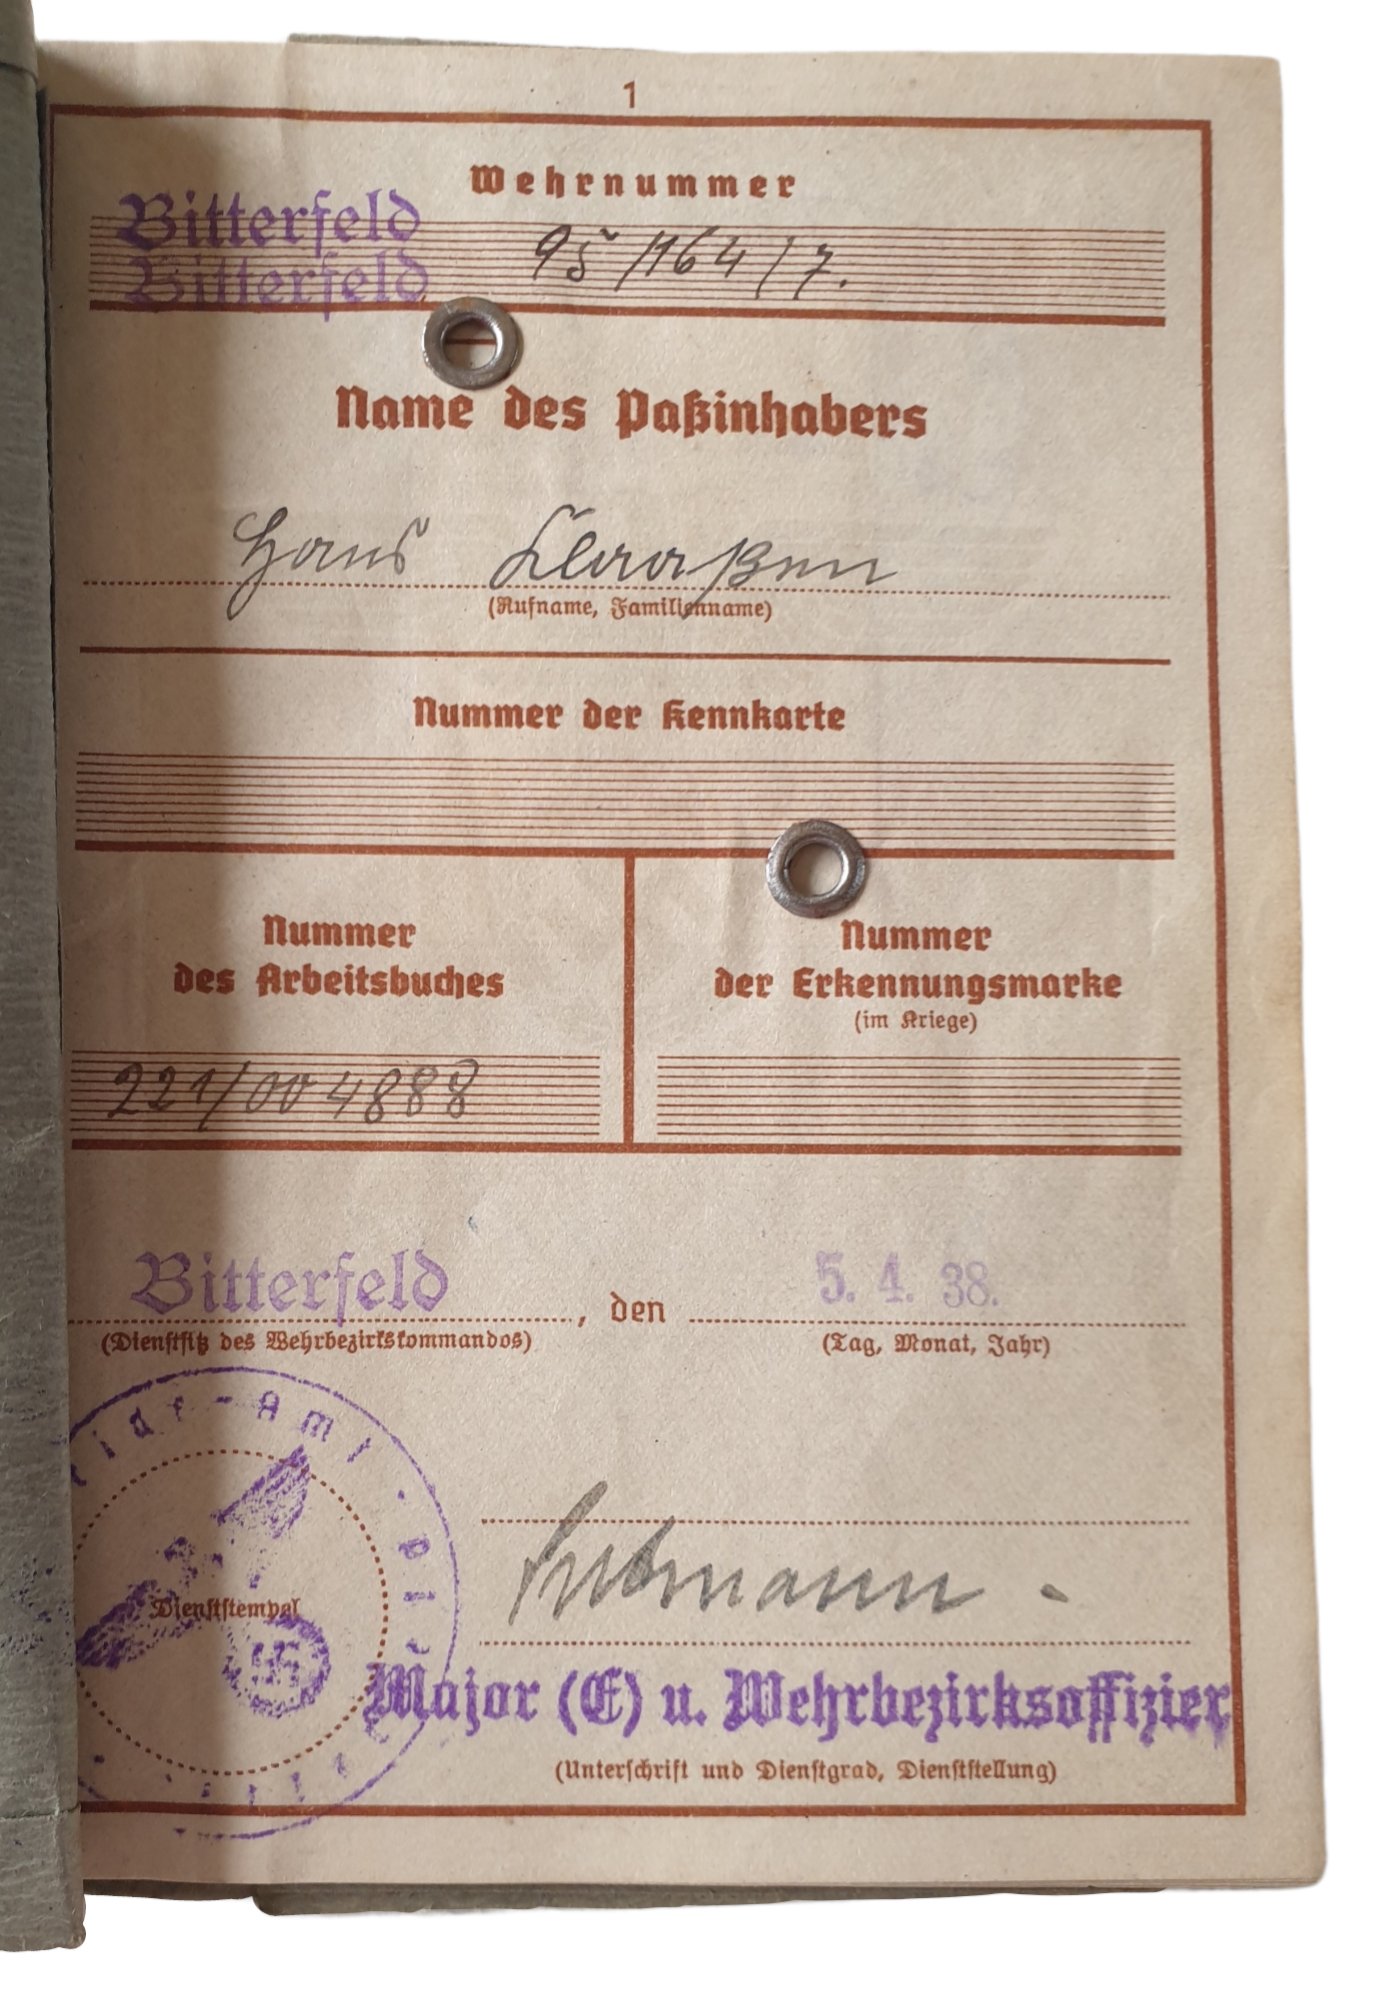 1
Wehrnummer
Bitterfeld
Bitterfeld 95/164/7.
Name des Paßinhabers
Hans Klaaßen
(Rufname, Familienname)
Nummer der Kennkarte
Nummer
des Arbeitsbuches
221/004888
Nummer
der Erkennungsmarke
(im Kriege)
Bitterfeld, den 5. 4. 38.
(Dienstsitz des Wehrbezirkskommandos) (Tag, Monat, Jahr)
Dienststempel
Major (E) u. Wehrbezirksoffizier
(Unterschrift und Dienstgrad, Dienststellung)